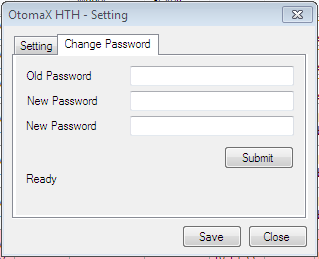 OtomaX HTH - Setting
Setting
Change Password
Old Password
New Password
New Password
Submit
Ready
Save
Close